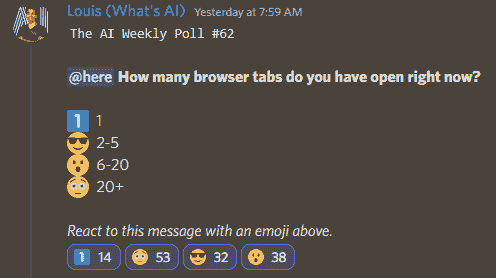 Louis (What's AI) Yesterday at 7:59 AM
The AI Weekly Poll #62
@here How many browser tabs do you have open right now?
1 1
😎 2-5
😮 6-20
😳 20+
React to this message with an emoji above.
1 14 😳 53 😎 32 😮 38